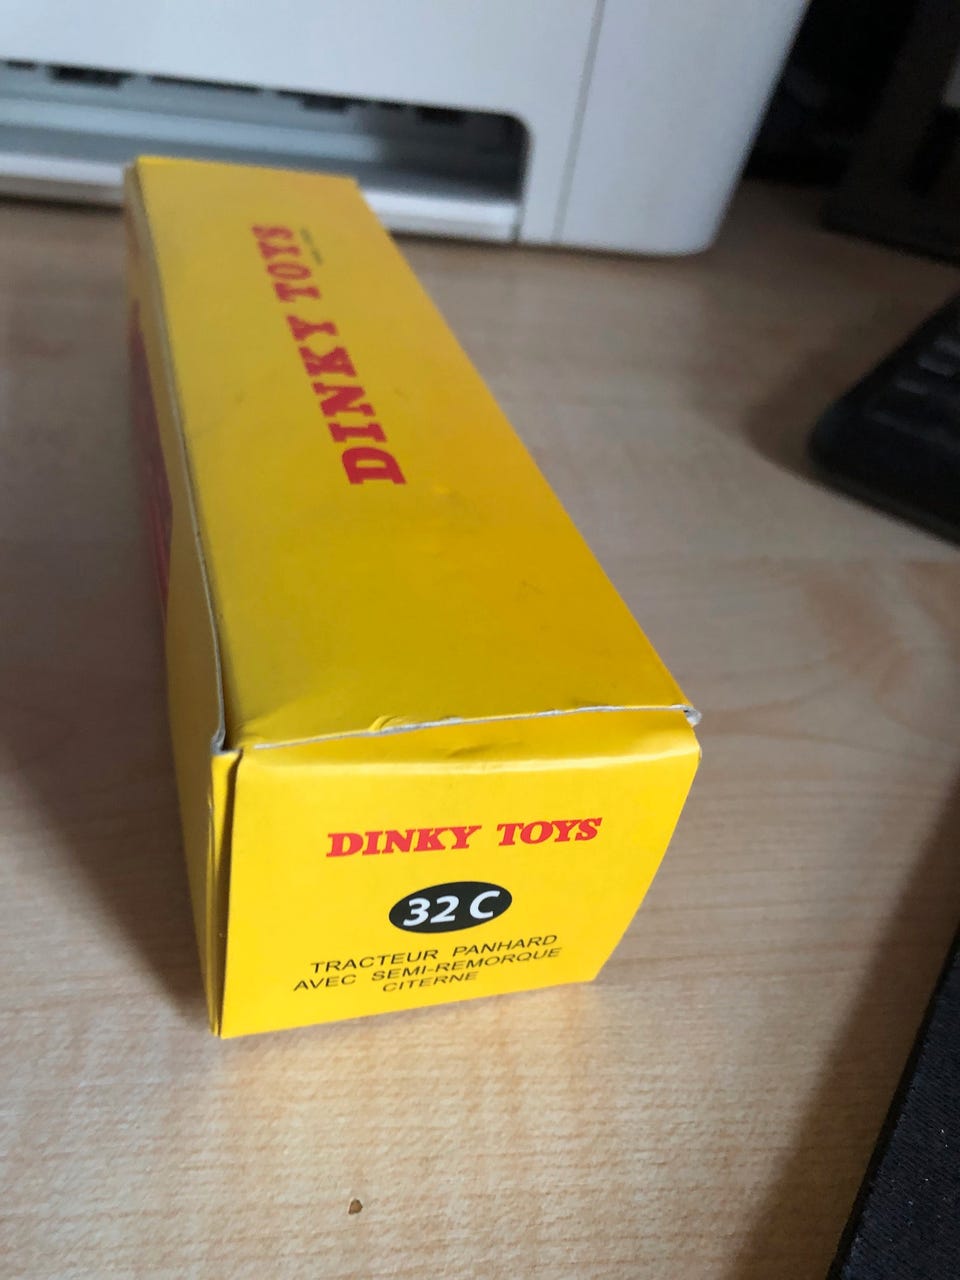 DINKY TOYS
DINKY TOYS
32 C
TRACTEUR PANHARD
AVEC SEMI-REMORQUE
CITERNE